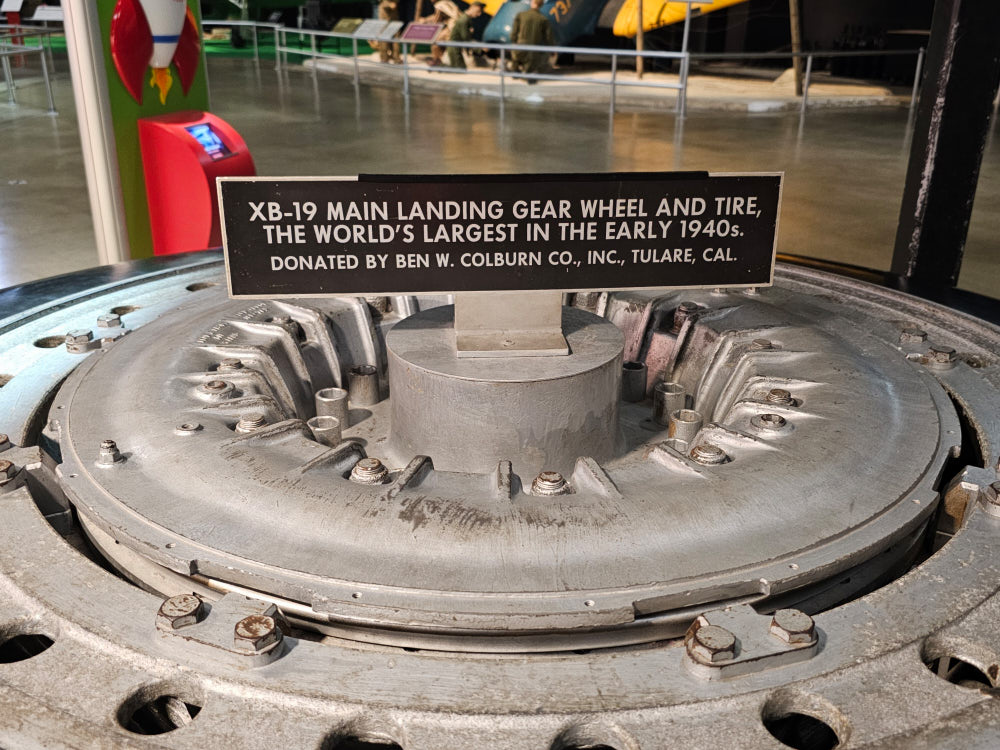 XB-19 MAIN LANDING GEAR WHEEL AND TIRE,
THE WORLD'S LARGEST IN THE EARLY 1940s.
DONATED BY BEN W. COLBURN CO., INC., TULARE, CAL.